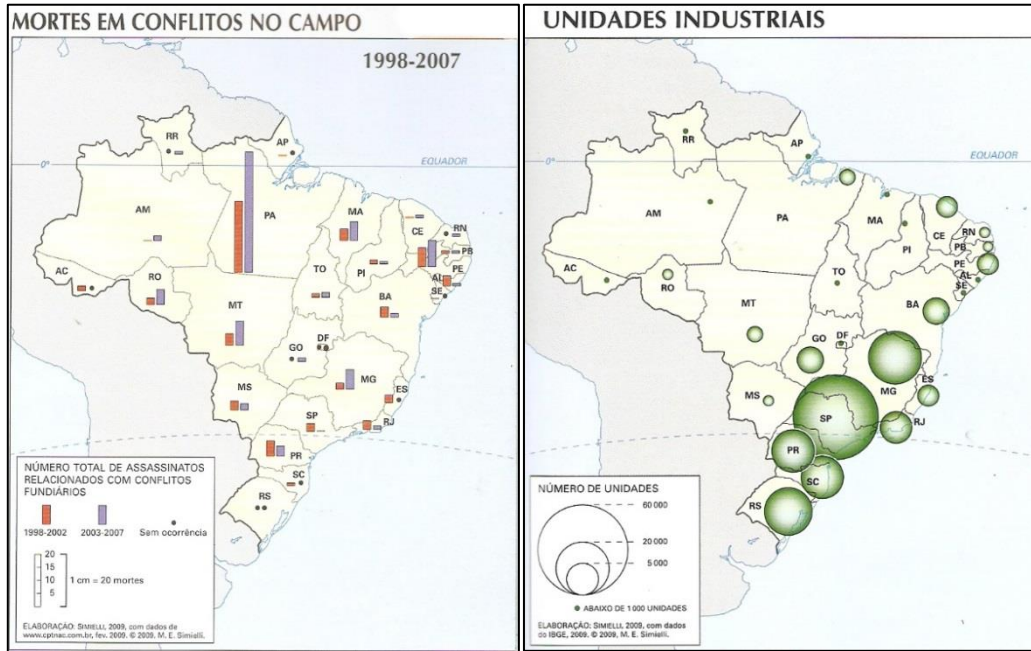 MORTES EM CONFLITOS NO CAMPO
1998-2007
RR
AP
0°
EQUADOR
AM
PA
MA
CE
RN
PB
PE
AL
SE
PI
AC
RO
TO
MT
BA
GO
DF
MG
ES
MS
SP
RJ
PR
SC
RS
NÚMERO TOTAL DE ASSASSINATOS
RELACIONADOS COM CONFLITOS
FUNDIÁRIOS
1998-2002
2003-2007
Sem ocorrência
20
15
10
5
1 cm = 20 mortes
ELABORAÇÃO: SIMIELLI, 2009, com dados de
www.cptnac.com.br, fev. 2009. © 2009, M. E. Simielli.
UNIDADES INDUSTRIAIS
RR
AP
EQUADOR
AM
PA
MA
CE
RN
PB
PE
AL
SE
PI
AC
RO
TO
MT
BA
GO
DF
MG
ES
MS
SP
RJ
PR
SC
RS
NÚMERO DE UNIDADES
60 000
20 000
5 000
ABAIXO DE 1 000 UNIDADES
ELABORAÇÃO: SIMIELLI, 2009, com dados
do IBGE, 2009. © 2009, M. E. Simielli.